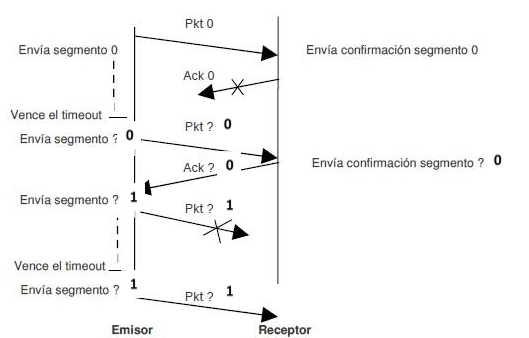 Pkt 0
Envía segmento 0
Envía confirmación segmento 0
Ack 0
Vence el timeout
Pkt ? 0
Envía segmento ? 0
Ack ? 0
Envía confirmación segmento ? 0
Envía segmento ? 1
Pkt ? 1
Vence el timeout
Envía segmento ? 1
Pkt ? 1
Emisor
Receptor